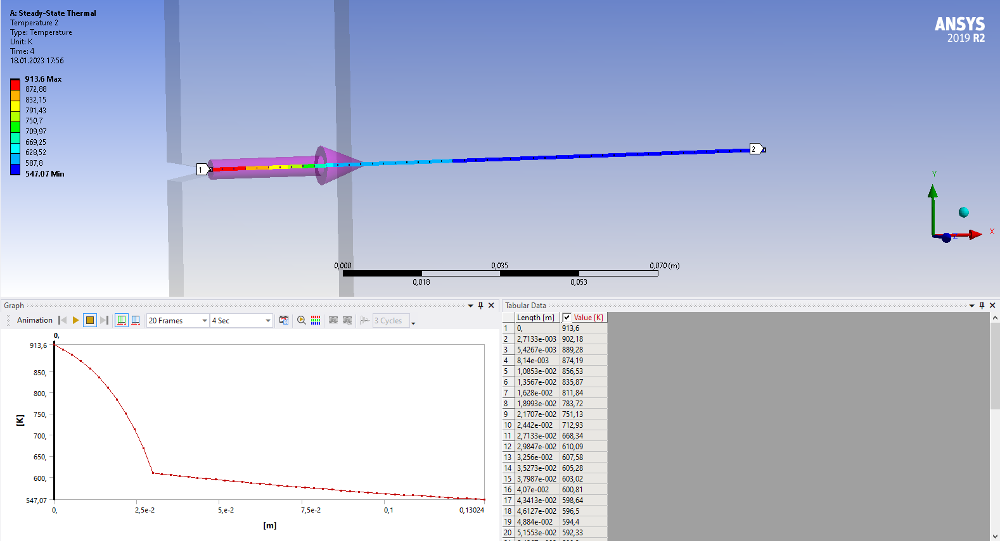 A: Steady-State Thermal
Temperature 2
Type: Temperature
Unit: K
Time: 4
18.01.2023 17:56
913,6 Max
872,88
832,15
791,43
750,7
709,97
669,25
628,52
587,8
547,07 Min
ANSYS
2019 R2
1
2
Y
X
Z
0,000 0,035 0,070 (m)
0,018 0,053
Graph
Animation 20 Frames 4 Sec 3 Cycles
0,
913,6
850,
800,
750,
700,
650,
600,
547,07
[K]
0, 2,5e-2 5,e-2 7,5e-2 0,1 0,13024
[m]
Tabular Data
Length [m] Value [K]
1 0, 913,6
2 2,7133e-003 902,18
3 5,4267e-003 889,28
4 8,14e-003 874,19
5 1,0853e-002 856,53
6 1,3567e-002 835,87
7 1,628e-002 811,84
8 1,8993e-002 783,72
9 2,1707e-002 751,13
10 2,442e-002 712,93
11 2,7133e-002 668,34
12 2,9847e-002 610,09
13 3,256e-002 607,58
14 3,5273e-002 605,28
15 3,7987e-002 603,02
16 4,07e-002 600,81
17 4,3413e-002 598,64
18 4,6127e-002 596,5
19 4,884e-002 594,4
20 5,1553e-002 592,33